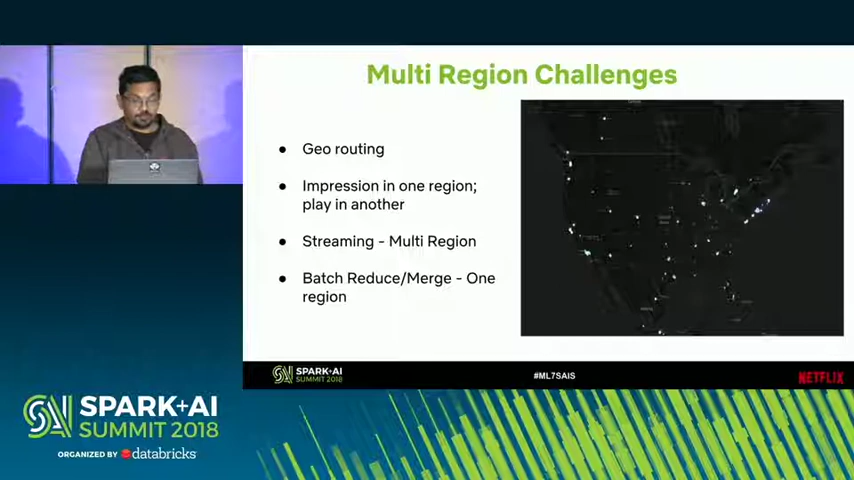 Multi Region Challenges
● Geo routing
● Impression in one region;
play in another
● Streaming - Multi Region
● Batch Reduce/Merge - One
region
SPARK+AI
SUMMIT 2018
#ML7SAIS
NETFLIX
SPARK+AI
SUMMIT 2018
ORGANIZED BY databricks